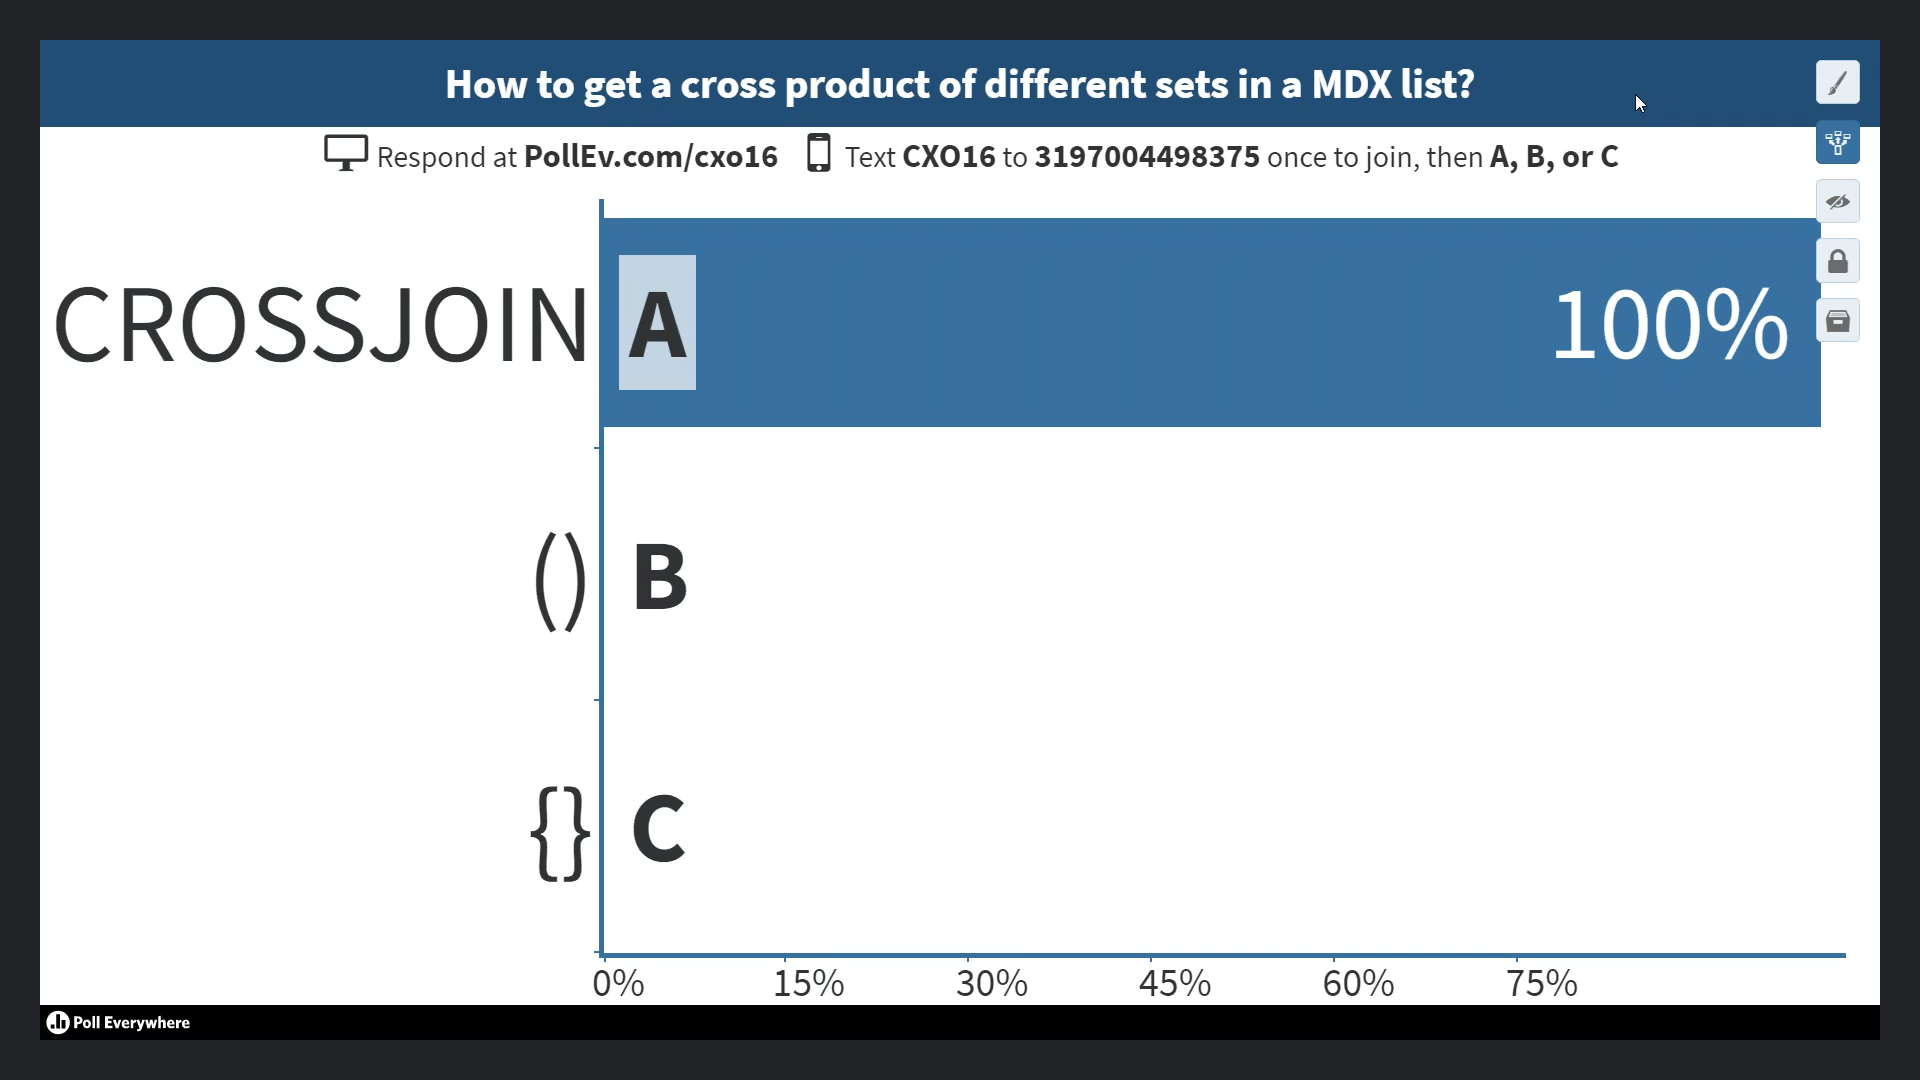 How to get a cross product of different sets in a MDX list?
Respond at PollEv.com/cxo16 Text CXO16 to 3197004498375 once to join, then A, B, or C
CROSSJOIN A 100%
() B
{} C
0% 15% 30% 45% 60% 75%
Poll Everywhere